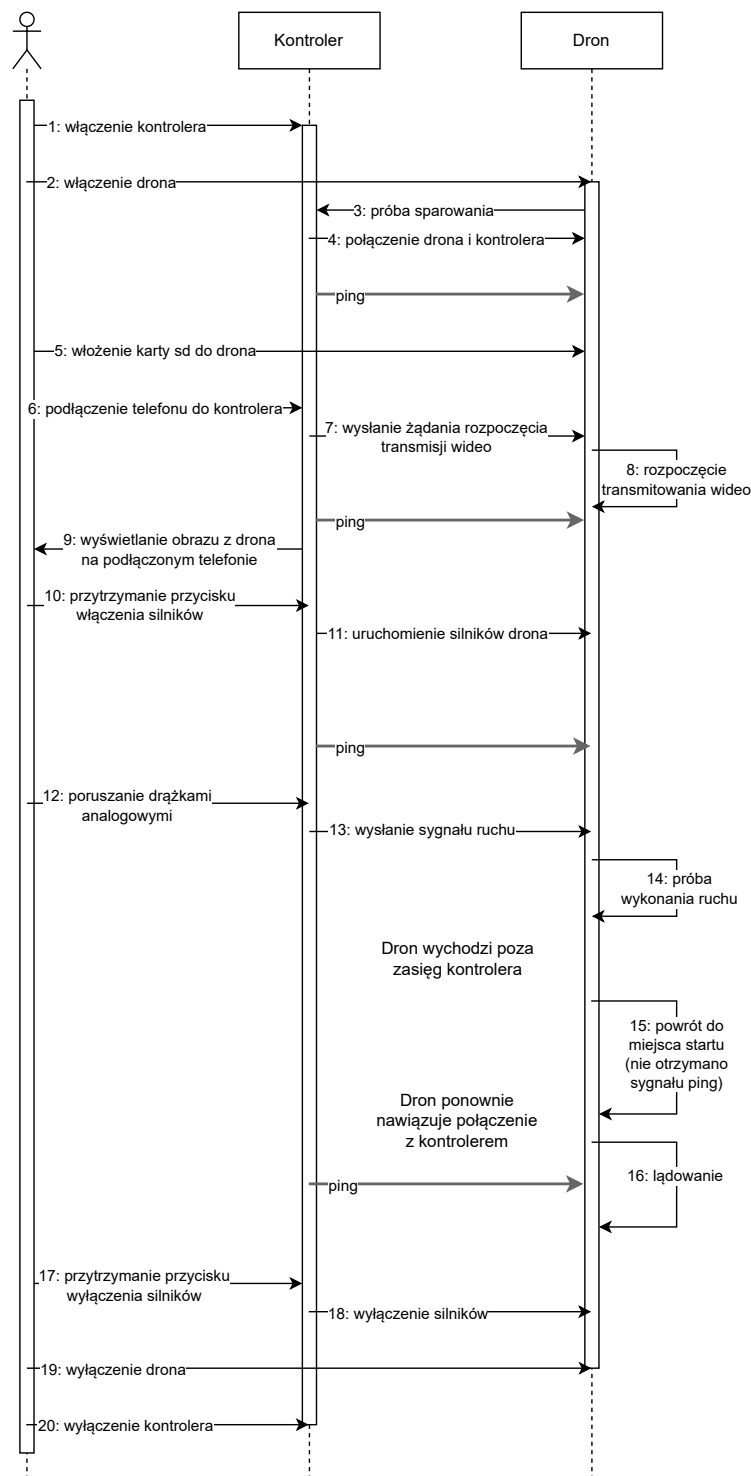 Kontroler
Dron
1: włączenie kontrolera
2: włączenie drona
3: próba sparowania
4: połączenie drona i kontrolera
ping
5: włożenie karty sd do drona
6: podłączenie telefonu do kontrolera
7: wysłanie żądania rozpoczęcia
transmisji wideo
8: rozpoczęcie
transmitowania wideo
ping
9: wyświetlanie obrazu z drona
na podłączonym telefonie
10: przytrzymanie przycisku
włączenia silników
11: uruchomienie silników drona
ping
12: poruszanie drążkami
analogowymi
13: wysłanie sygnału ruchu
14: próba
wykonania ruchu
Dron wychodzi poza
zasięg kontrolera
15: powrót do
miejsca startu
(nie otrzymano
sygnału ping)
Dron ponownie
nawiązuje połączenie
z kontrolerem
16: lądowanie
ping
17: przytrzymanie przycisku
wyłączenia silników
18: wyłączenie silników
19: wyłączenie drona
20: wyłączenie kontrolera